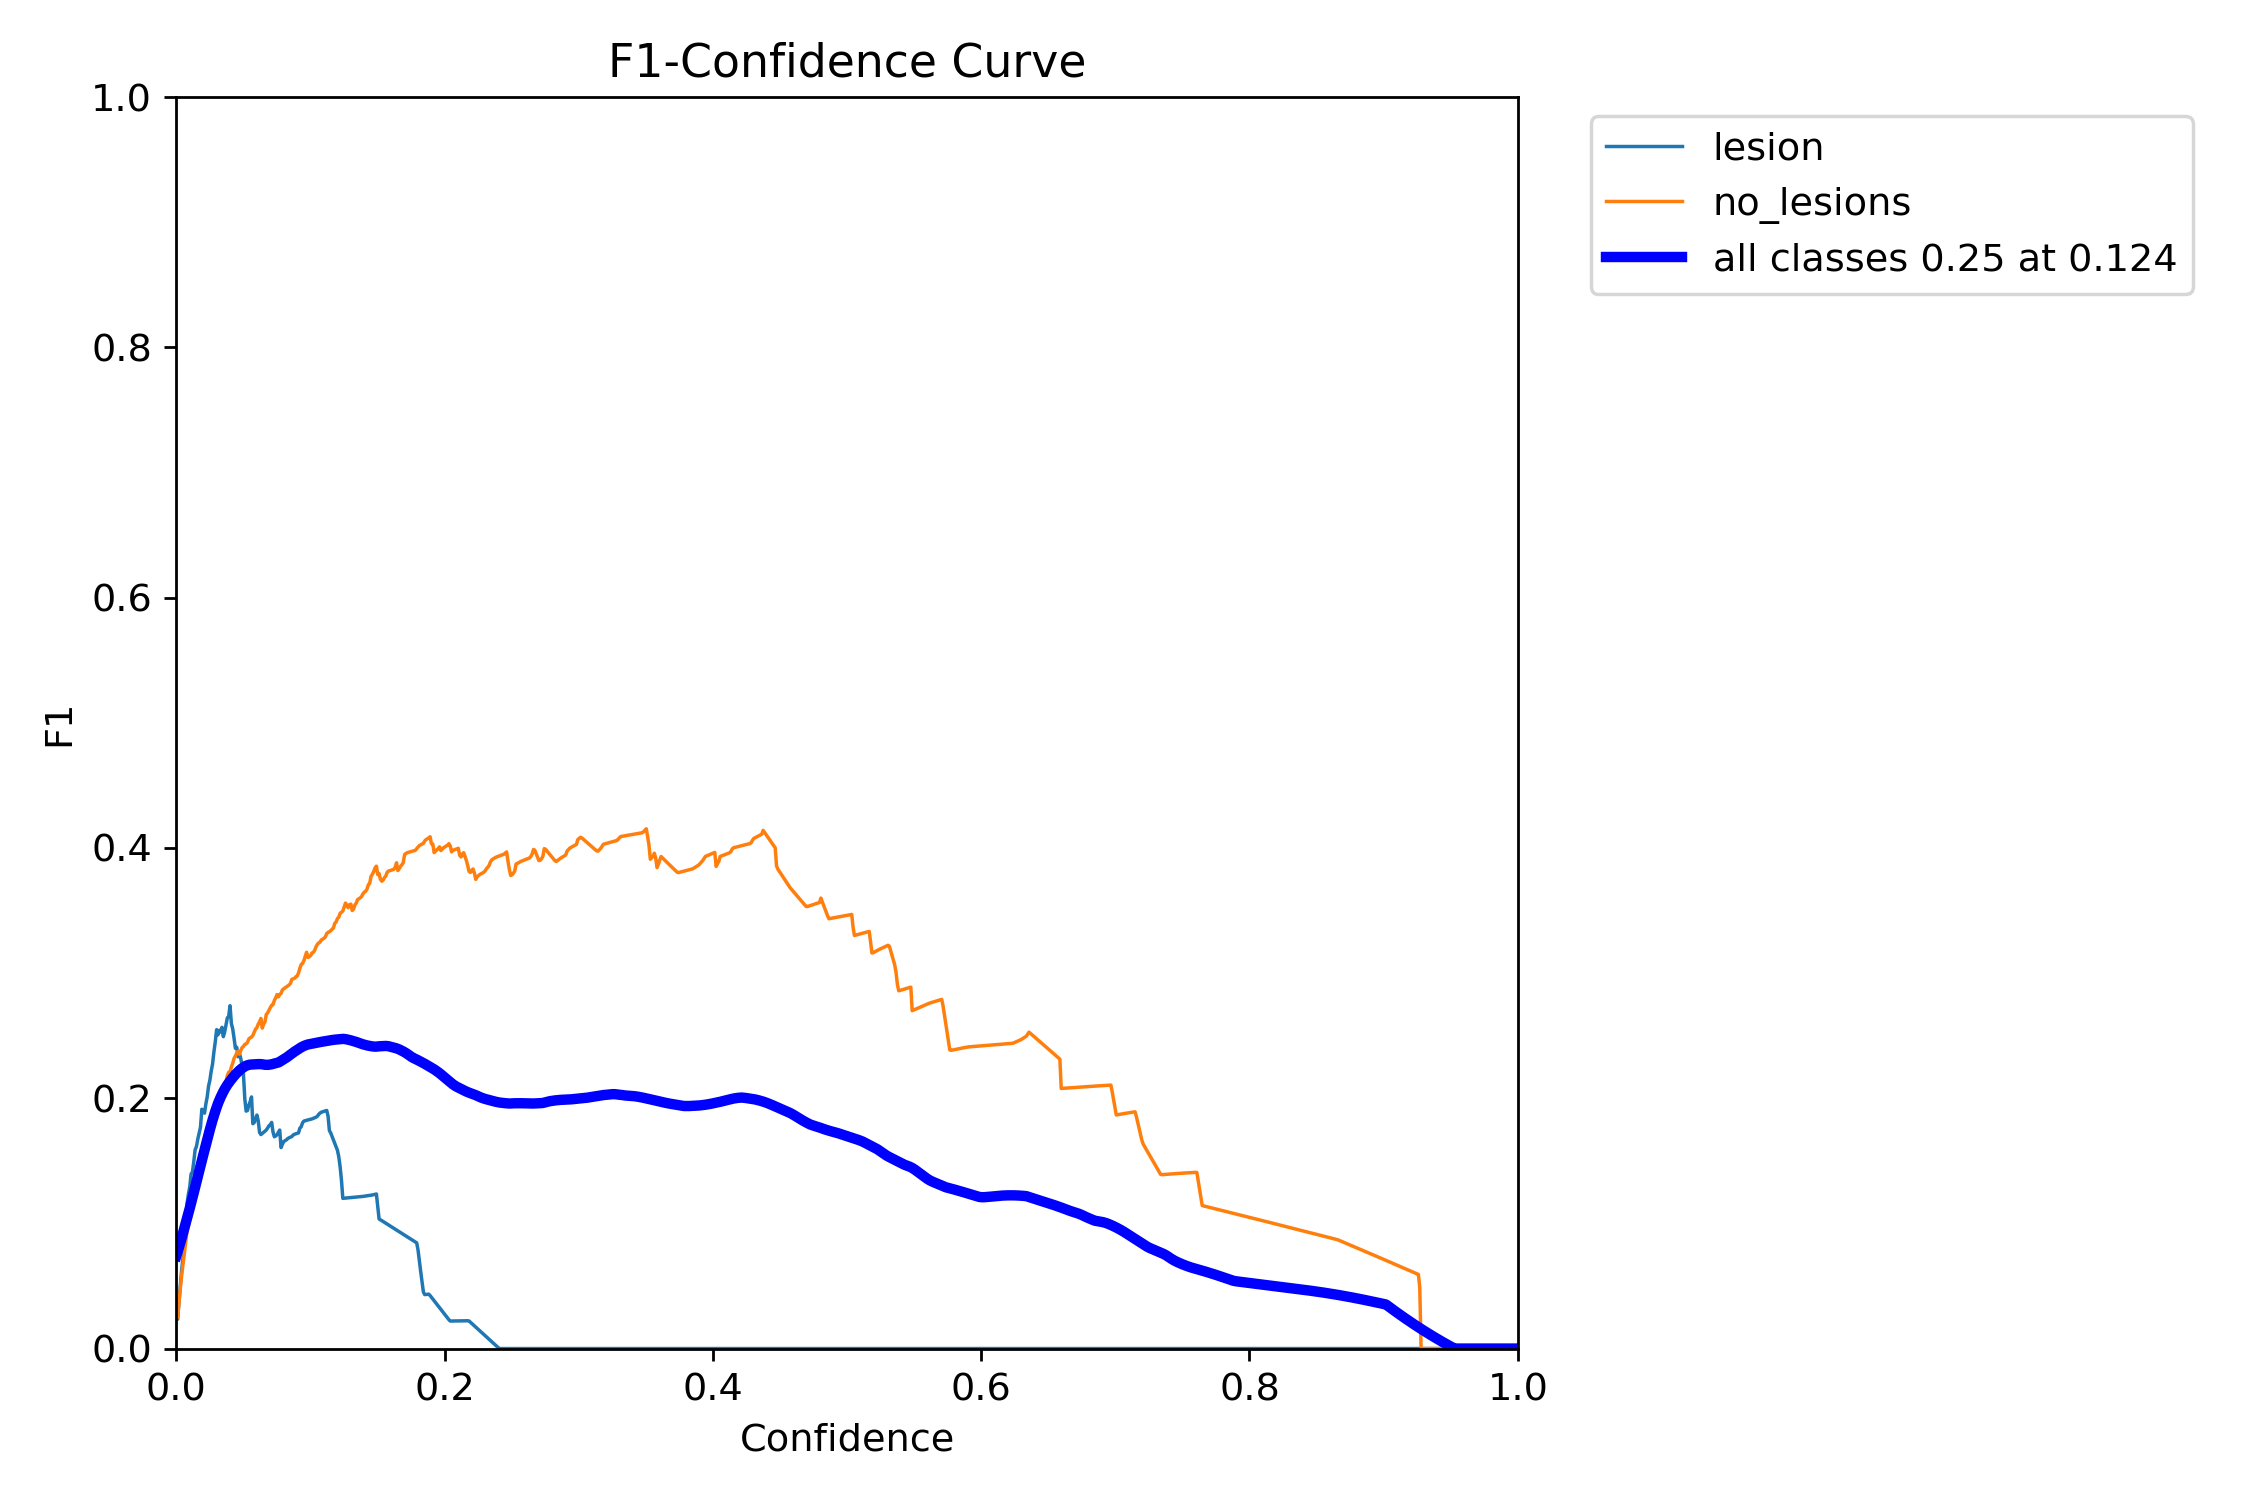 F1-Confidence Curve
1.0
0.8
0.6
0.4
0.2
0.0
F1
0.0 0.2 0.4 0.6 0.8 1.0
Confidence
lesion
no_lesions
all classes 0.25 at 0.124